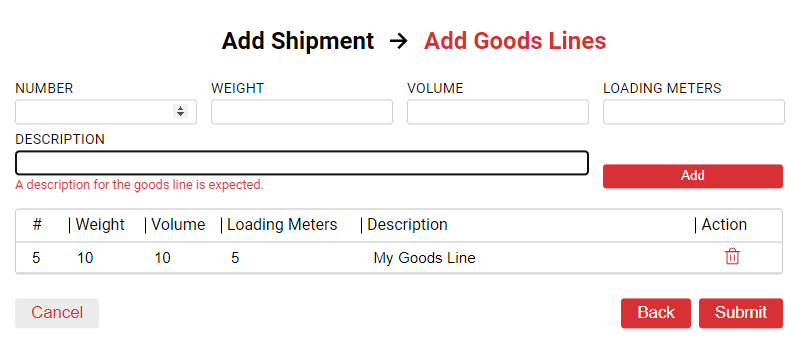 Add Shipment → Add Goods Lines
NUMBER WEIGHT VOLUME LOADING METERS
DESCRIPTION
Add
A description for the goods line is expected.
# | Weight | Volume | Loading Meters | Description | Action
5 10 10 5 My Goods Line
Cancel Back Submit